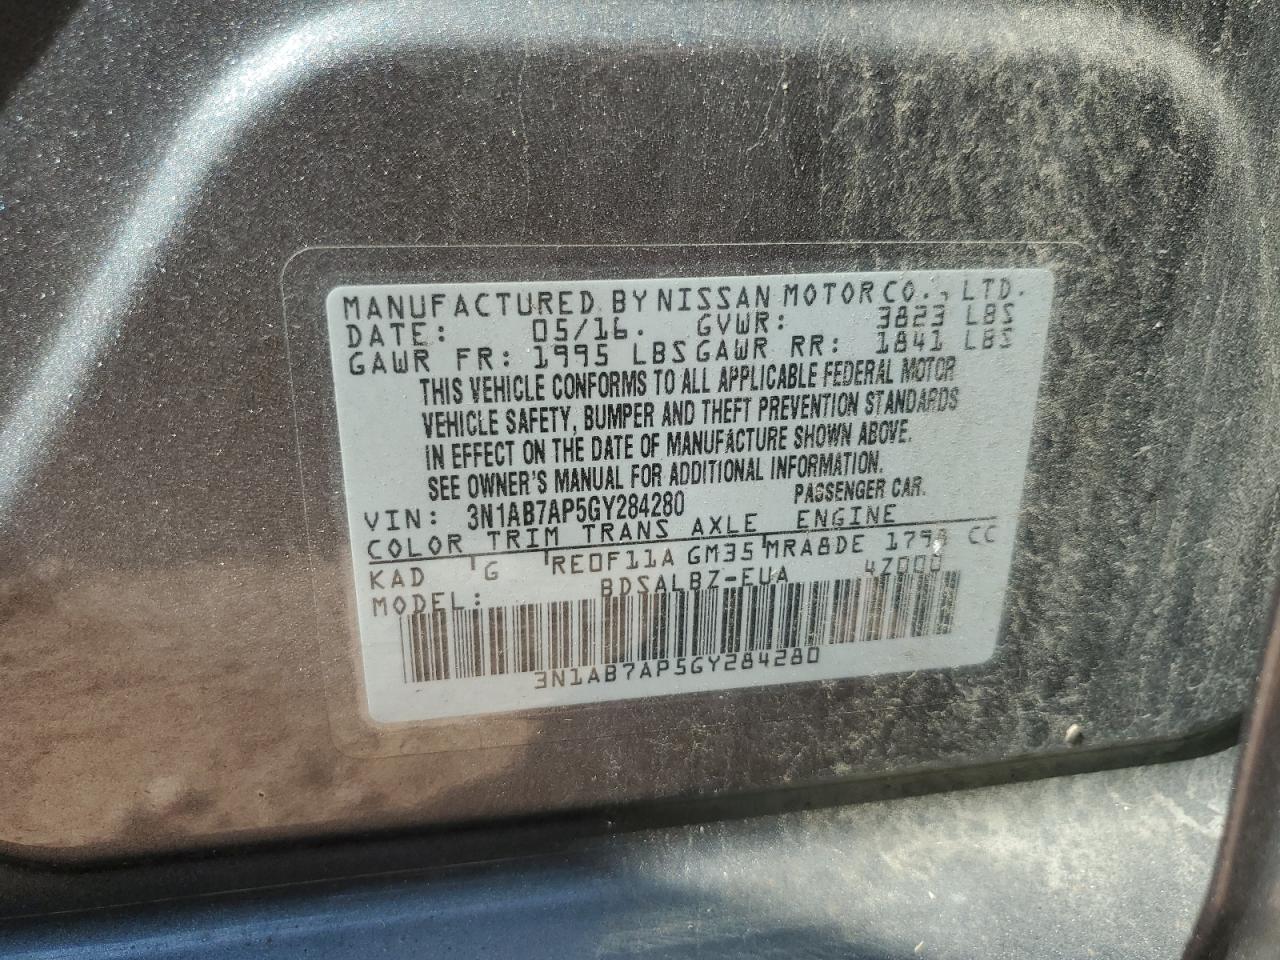 MANUFACTURED BY NISSAN MOTOR CO., LTD.
DATE: 05/16. GVWR: 3823 LBS
GAWR FR: 1995 LBS GAWR RR: 1841 LBS
THIS VEHICLE CONFORMS TO ALL APPLICABLE FEDERAL MOTOR
VEHICLE SAFETY, BUMPER AND THEFT PREVENTION STANDARDS
IN EFFECT ON THE DATE OF MANUFACTURE SHOWN ABOVE.
SEE OWNER'S MANUAL FOR ADDITIONAL INFORMATION.
VIN: 3N1AB7AP5GY284280 PASSENGER CAR.
COLOR TRIM TRANS AXLE ENGINE
KAD G RE0F11A GM35 MRA8DE CC
MODEL: BDSALBZ-EUA 4Z000
3N1AB7AP5GY284280